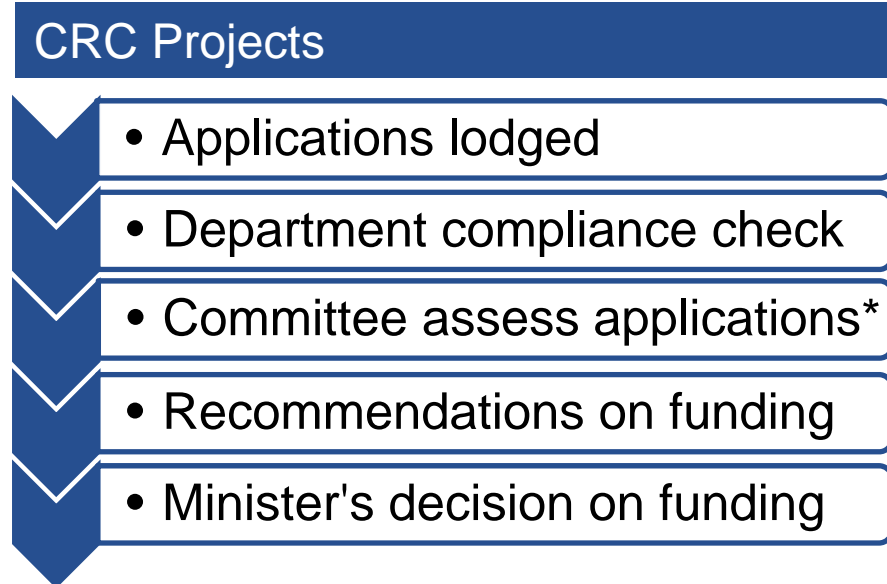 CRC Projects
• Applications lodged
• Department compliance check
• Committee assess applications*
• Recommendations on funding
• Minister's decision on funding